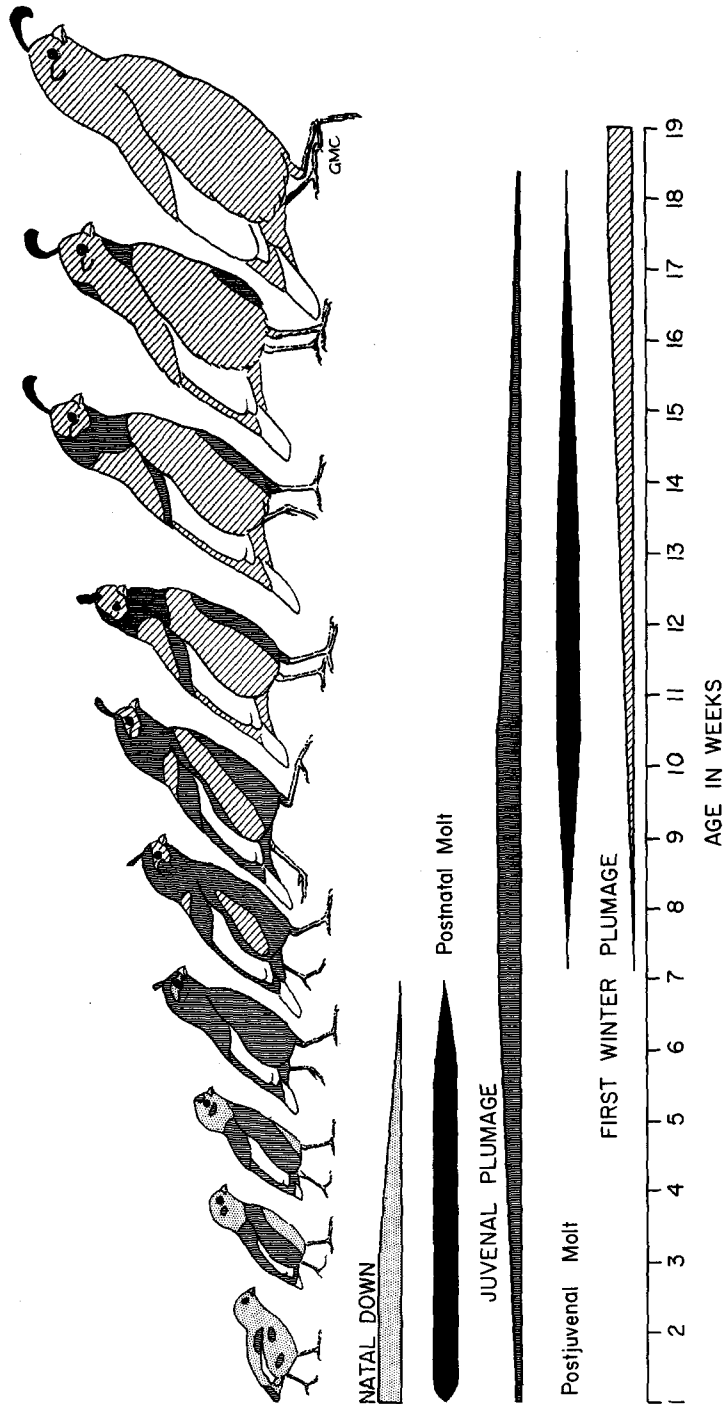 GMC
NATAL DOWN
Postnatal Molt
JUVENAL PLUMAGE
Postjuvenal Molt
FIRST WINTER PLUMAGE
1 2 3 4 5 6 7 8 9 10 11 12 13 14 15 16 17 18 19
AGE IN WEEKS